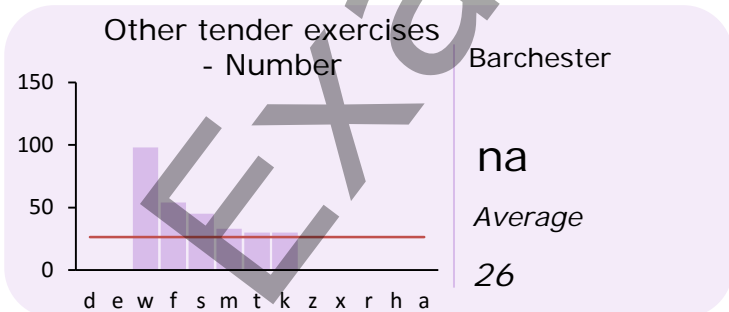 Other tender exercises
- Number
150
100
50
0
d e w f s m t k z x r h a
Barchester
na
Average
26